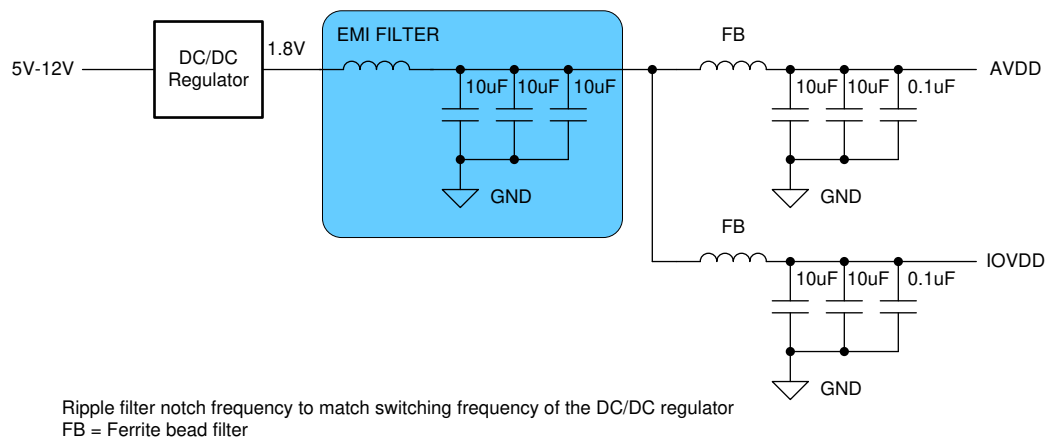 EMI FILTER
FB
DC/DC
Regulator
1.8V
5V-12V
AVDD
10uF
10uF
10uF
10uF
10uF
0.1uF
GND
GND
FB
IOVDD
10uF
10uF
0.1uF
GND
Ripple filter notch frequency to match switching frequency of the DC/DC regulator
FB = Ferrite bead filter